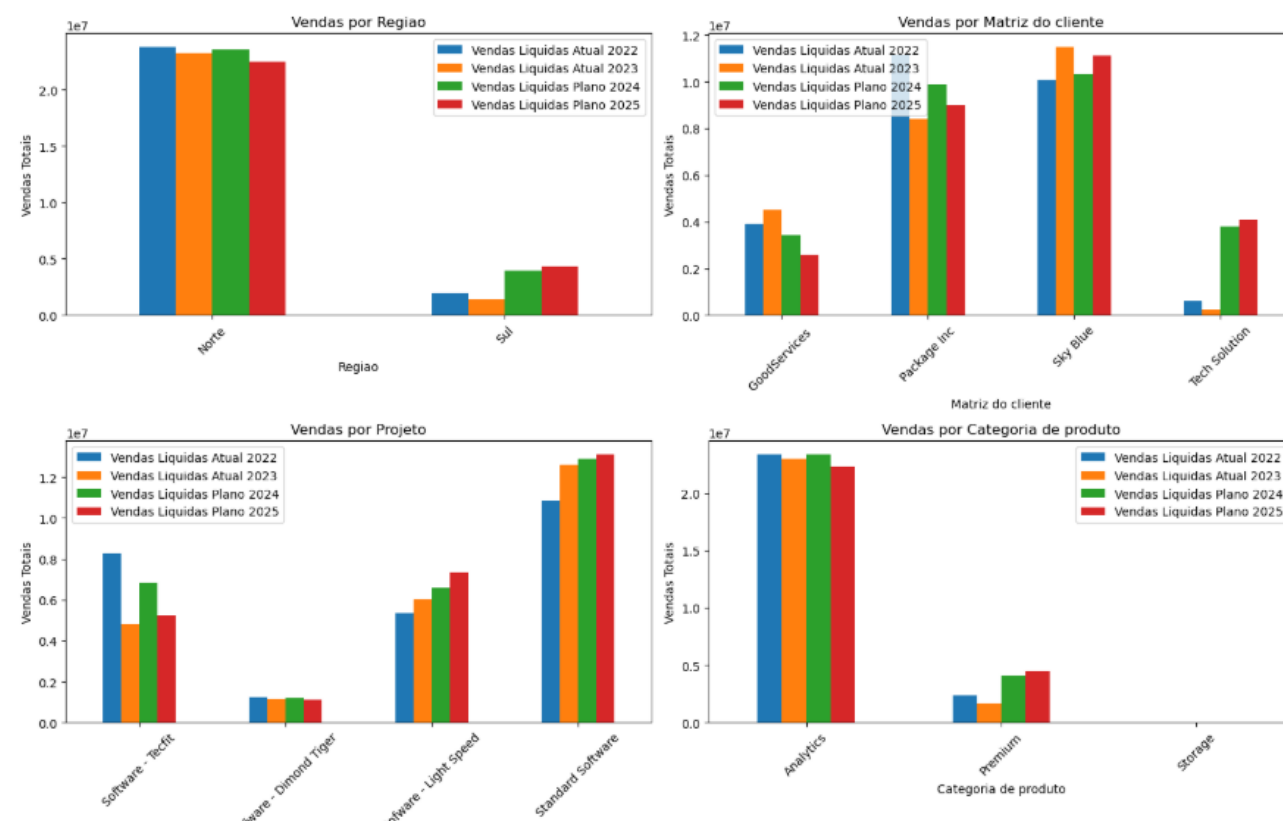 Vendas por Regiao
1e7
Vendas Liquidas Atual 2022
Vendas Liquidas Atual 2023
Vendas Liquidas Plano 2024
Vendas Liquidas Plano 2025
2.0
1.5
1.0
0.5
0.0
Vendas Totais
Norte
Sul
Regiao
Vendas por Matriz do cliente
1e7
Vendas Liquidas Atual 2022
Vendas Liquidas Atual 2023
Vendas Liquidas Plano 2024
Vendas Liquidas Plano 2025
1.2
1.0
0.8
0.6
0.4
0.2
0.0
Vendas Totais
GoodServices
Package Inc
Sky Blue
Tech Solution
Matriz do cliente
Vendas por Projeto
1e7
Vendas Liquidas Atual 2022
Vendas Liquidas Atual 2023
Vendas Liquidas Plano 2024
Vendas Liquidas Plano 2025
1.2
1.0
0.8
0.6
0.4
0.2
0.0
Vendas Totais
Software - Tecfit
ware - Dimond Tiger
ofware - Light Speed
Standard Software
Vendas por Categoria de produto
1e7
Vendas Liquidas Atual 2022
Vendas Liquidas Atual 2023
Vendas Liquidas Plano 2024
Vendas Liquidas Plano 2025
2.0
1.5
1.0
0.5
0.0
Vendas Totais
Analytics
Premium
Storage
Categoria de produto